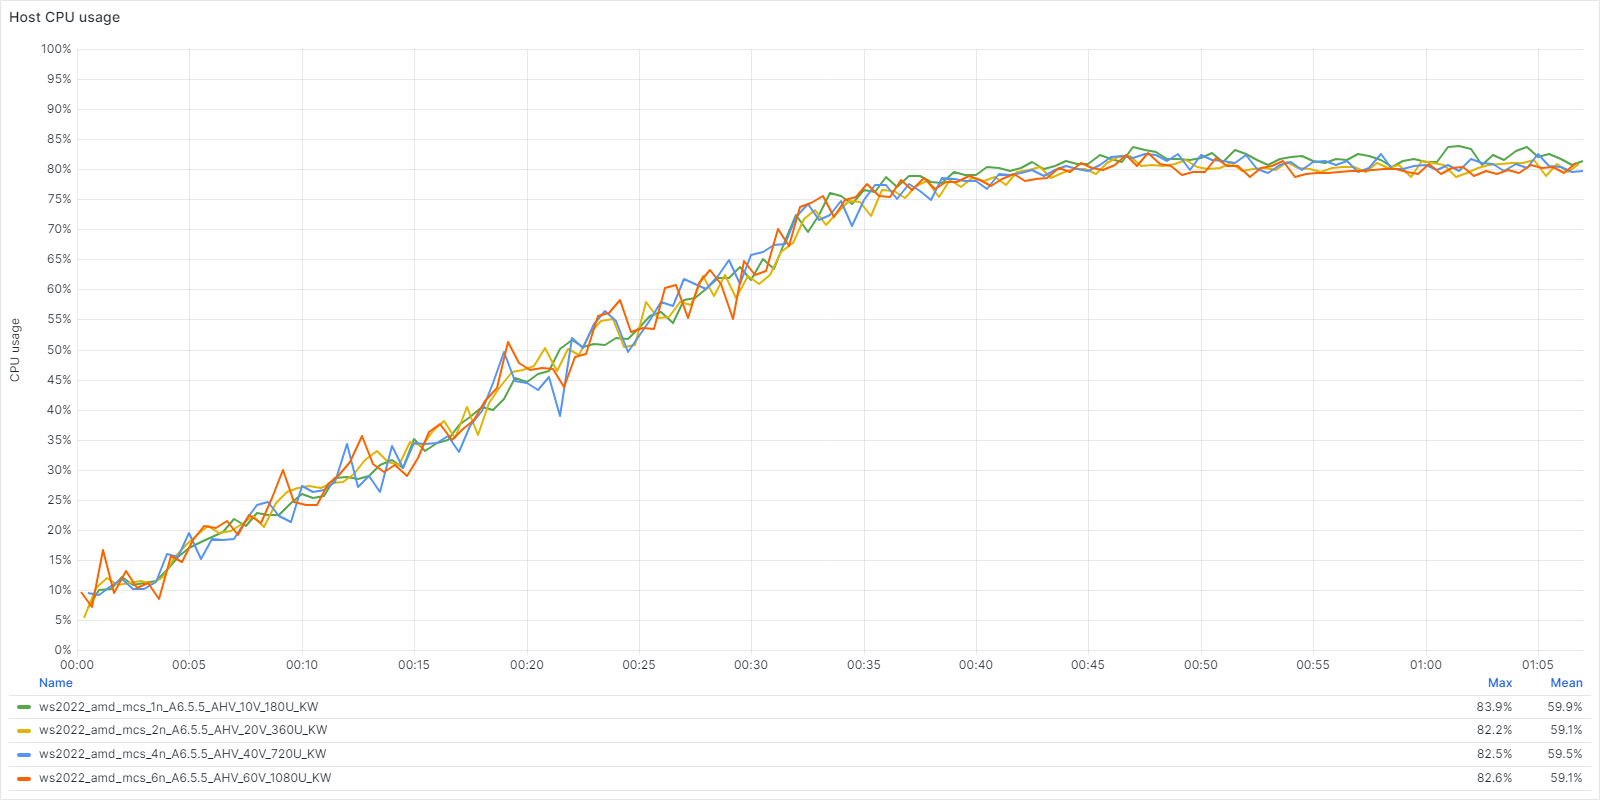 Host CPU usage
100%
95%
90%
85%
80%
75%
70%
65%
60%
55%
50%
45%
40%
35%
30%
25%
20%
15%
10%
5%
0%
CPU usage
00:00 00:05 00:10 00:15 00:20 00:25 00:30 00:35 00:40 00:45 00:50 00:55 01:00 01:05
Name Max Mean
ws2022_amd_mcs_1n_A6.5.5_AHV_10V_180U_KW 83.9% 59.9%
ws2022_amd_mcs_2n_A6.5.5_AHV_20V_360U_KW 82.2% 59.1%
ws2022_amd_mcs_4n_A6.5.5_AHV_40V_720U_KW 82.5% 59.5%
ws2022_amd_mcs_6n_A6.5.5_AHV_60V_1080U_KW 82.6% 59.1%